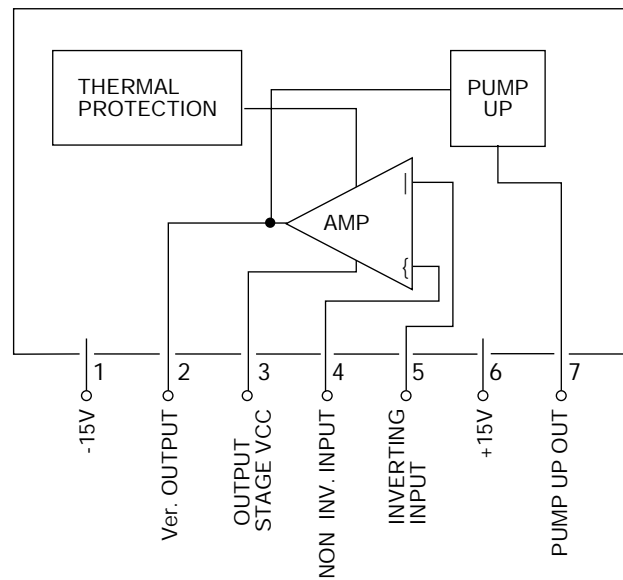 THERMAL
PROTECTION
PUMP
UP
AMP
|
{
1
2
3
4
5
6
7
-15V
Ver. OUTPUT
OUTPUT
STAGE VCC
NON INV. INPUT
INVERTING
INPUT
+15V
PUMP UP OUT